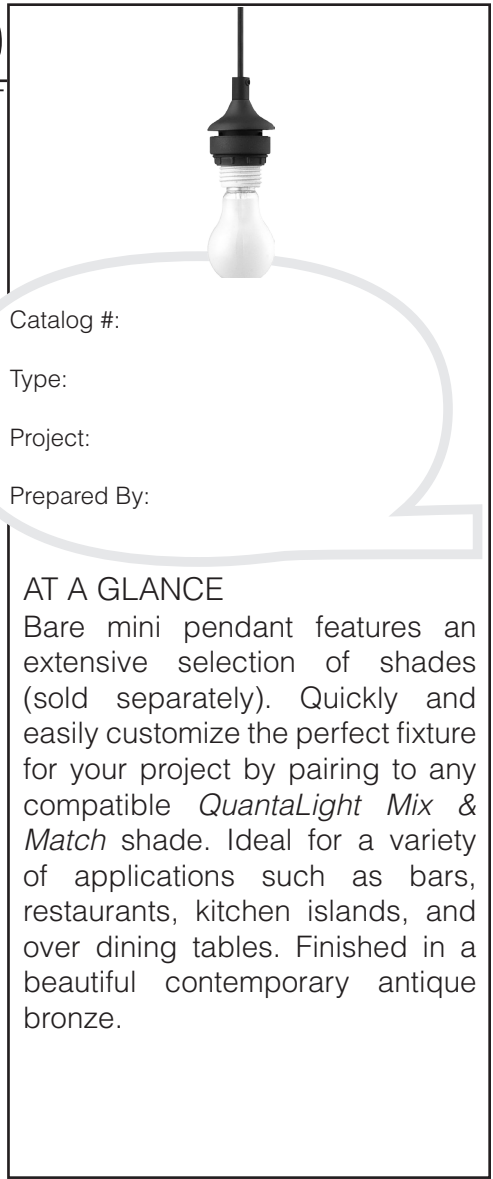 Catalog #:
Type:
Project:
Prepared By:
AT A GLANCE
Bare mini pendant features an
extensive selection of shades
(sold separately). Quickly and
easily customize the perfect fixture
for your project by pairing to any
compatible QuantaLight Mix &
Match shade. Ideal for a variety
of applications such as bars,
restaurants, kitchen islands, and
over dining tables. Finished in a
beautiful contemporary antique
bronze.